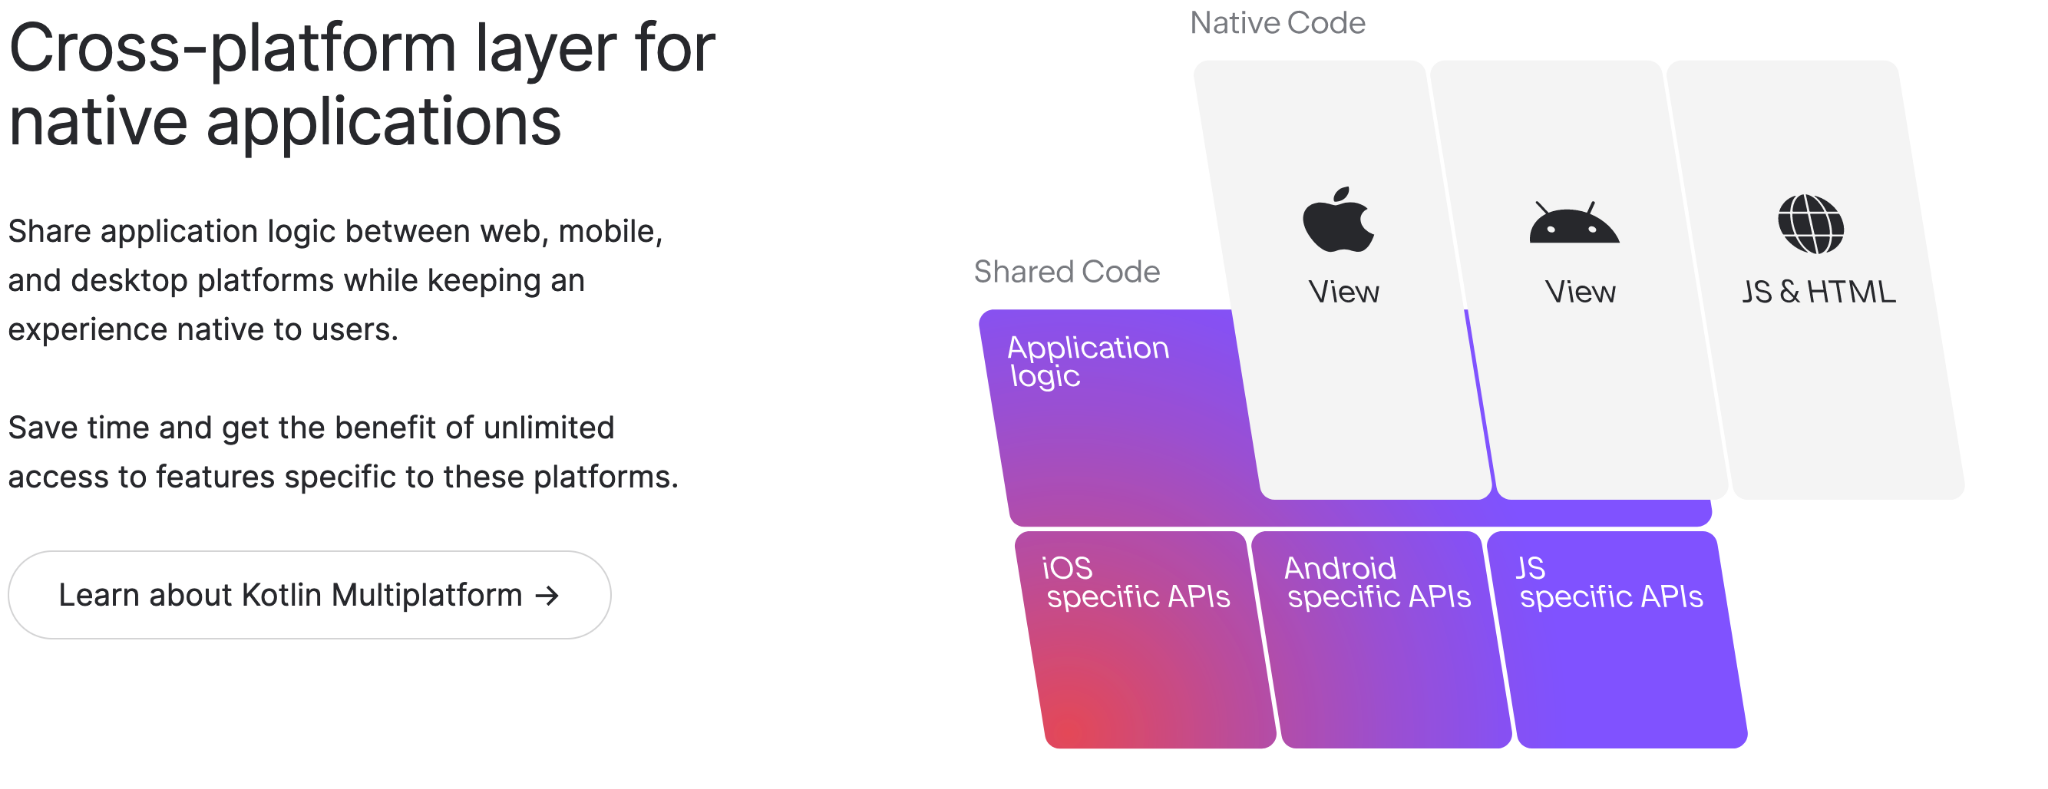 Cross-platform layer for
native applications
Share application logic between web, mobile,
and desktop platforms while keeping an
experience native to users.
Save time and get the benefit of unlimited
access to features specific to these platforms.
Learn about Kotlin Multiplatform →
Native Code
View
View
JS & HTML
Shared Code
Application
logic
iOS
specific APIs
Android
specific APIs
JS
specific APIs